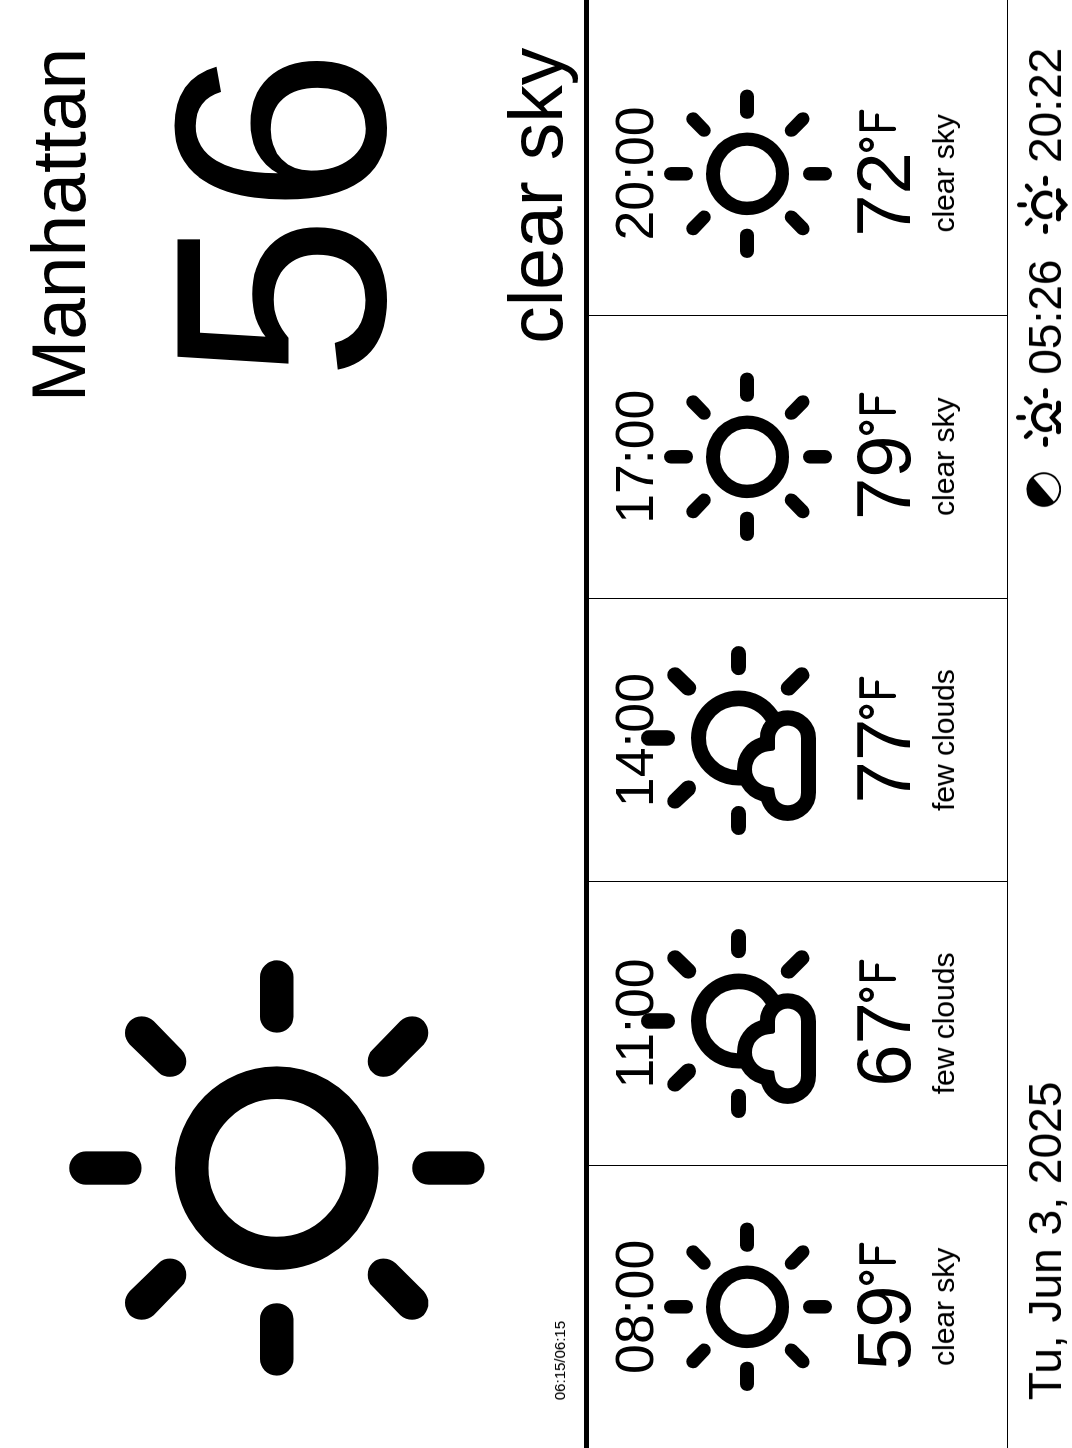 Manhattan
56
clear sky
06:15/06:15
08:00
59°F
clear sky
11:00
67°F
few clouds
14:00
77°F
few clouds
17:00
79°F
clear sky
20:00
72°F
clear sky
Tu, Jun 3, 2025
05:26
20:22